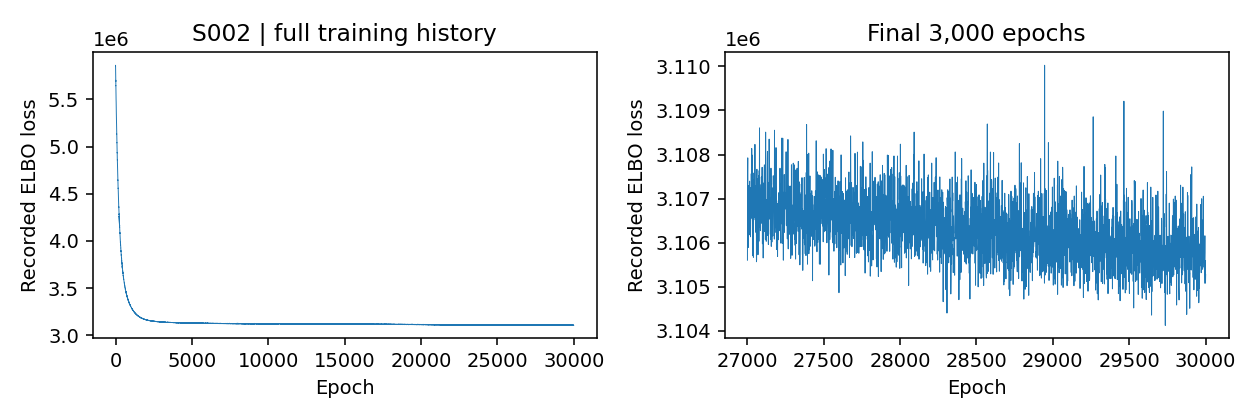 S002 | full training history
1e6
Recorded ELBO loss
5.5
5.0
4.5
4.0
3.5
3.0
0 5000 10000 15000 20000 25000 30000
Epoch
Final 3,000 epochs
1e6
Recorded ELBO loss
3.110
3.109
3.108
3.107
3.106
3.105
3.104
27000 27500 28000 28500 29000 29500 30000
Epoch